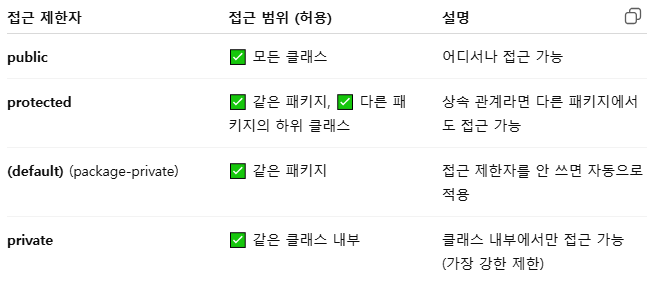 접근 제한자 접근 범위 (허용) 설명
public ✅ 모든 클래스 어디서나 접근 가능
protected ✅ 같은 패키지, ✅ 다른 패 상속 관계라면 다른 패키지에서
키지의 하위 클래스 도 접근 가능
(default) (package-private) ✅ 같은 패키지 접근 제한자를 안 쓰면 자동으로
적용
private ✅ 같은 클래스 내부 클래스 내부에서만 접근 가능
(가장 강한 제한)